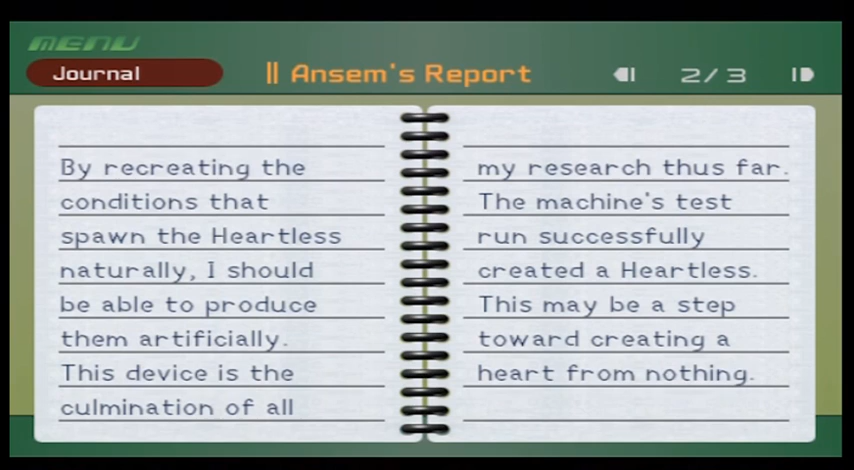 MENU
Journal
Ansem's Report
2/3
By recreating the
conditions that
spawn the Heartless
naturally, I should
be able to produce
them artificially.
This device is the
culmination of all
my research thus far.
The machine's test
run successfully
created a Heartless.
This may be a step
toward creating a
heart from nothing.